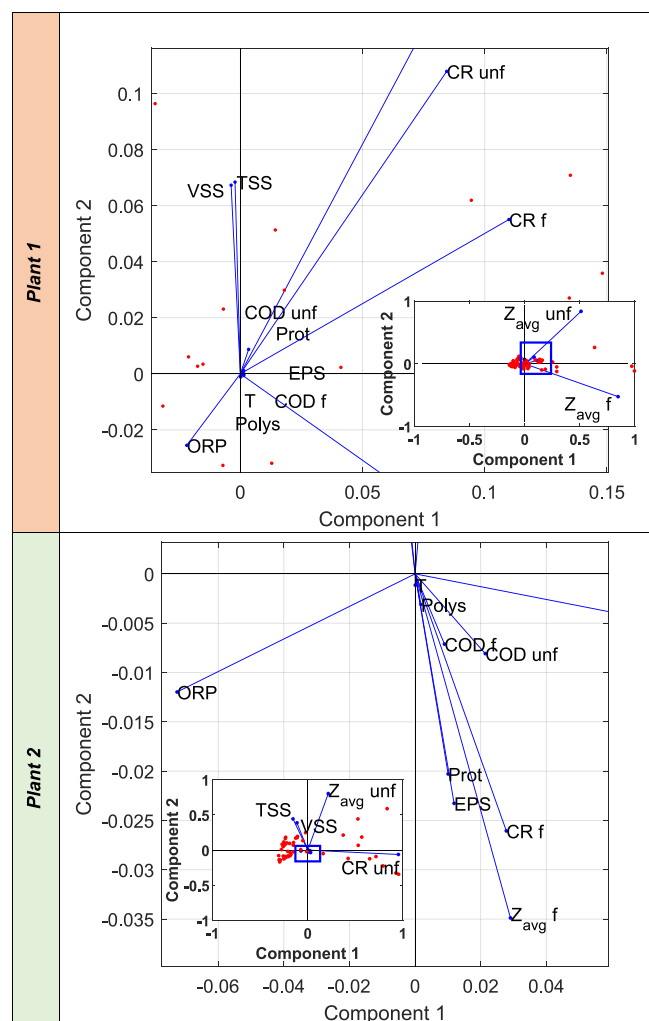 Plant 1
Component 2
0.1
0.08
0.06
0.04
0.02
0
-0.02
CR unf
VSS
TSS
CR f
COD unf
Prot
EPS
T
COD f
Polys
ORP
0
0.05
0.1
0.15
Component 1
Component 2
1
0
-1
Z avg unf
Z avg f
-1
-0.5
0
0.5
1
Component 1
Plant 2
Component 2
0
-0.005
-0.01
-0.015
-0.02
-0.025
-0.03
-0.035
T
Polys
COD f
COD unf
ORP
Prot
EPS
CR f
Z avg f
-0.06
-0.04
-0.02
0
0.02
0.04
Component 1
Component 2
1
0.5
0
-0.5
-1
Z avg unf
TSS
VSS
CR unf
-1
0
1
Component 1